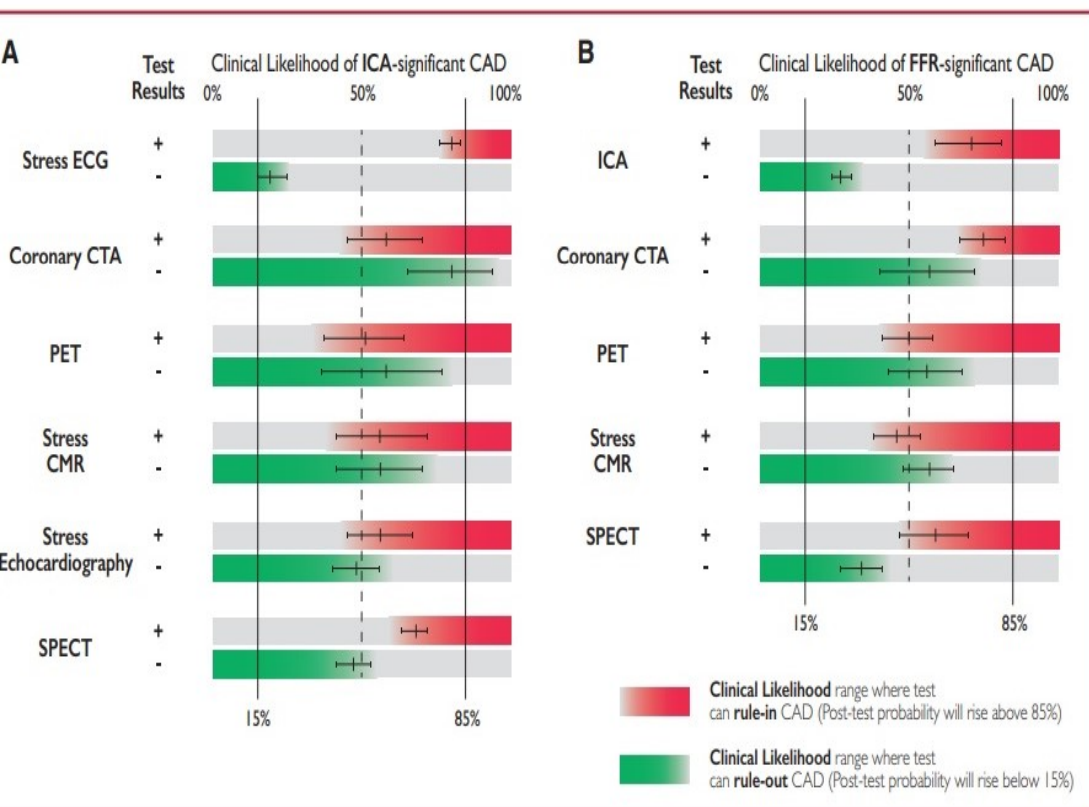 A
Test
Results
Clinical Likelihood of ICA-significant CAD
0% 50% 100%
Stress ECG
+
-
Coronary CTA
+
-
PET
+
-
Stress
CMR
+
-
Stress
Echocardiography
+
-
SPECT
+
-
15% 85%
B
Test
Results
Clinical Likelihood of FFR-significant CAD
0% 50% 100%
ICA
+
-
Coronary CTA
+
-
PET
+
-
Stress
CMR
+
-
SPECT
+
-
15% 85%
Clinical Likelihood range where test
can rule-in CAD (Post-test probability will rise above 85%)
Clinical Likelihood range where test
can rule-out CAD (Post-test probability will rise below 15%)